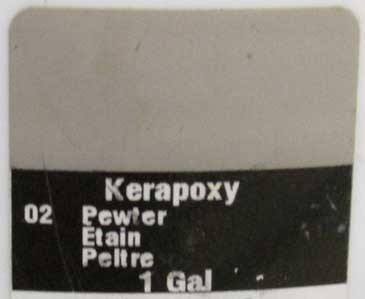 Kerapoxy
02 Pewter
Etain
Peltre
1 Gal